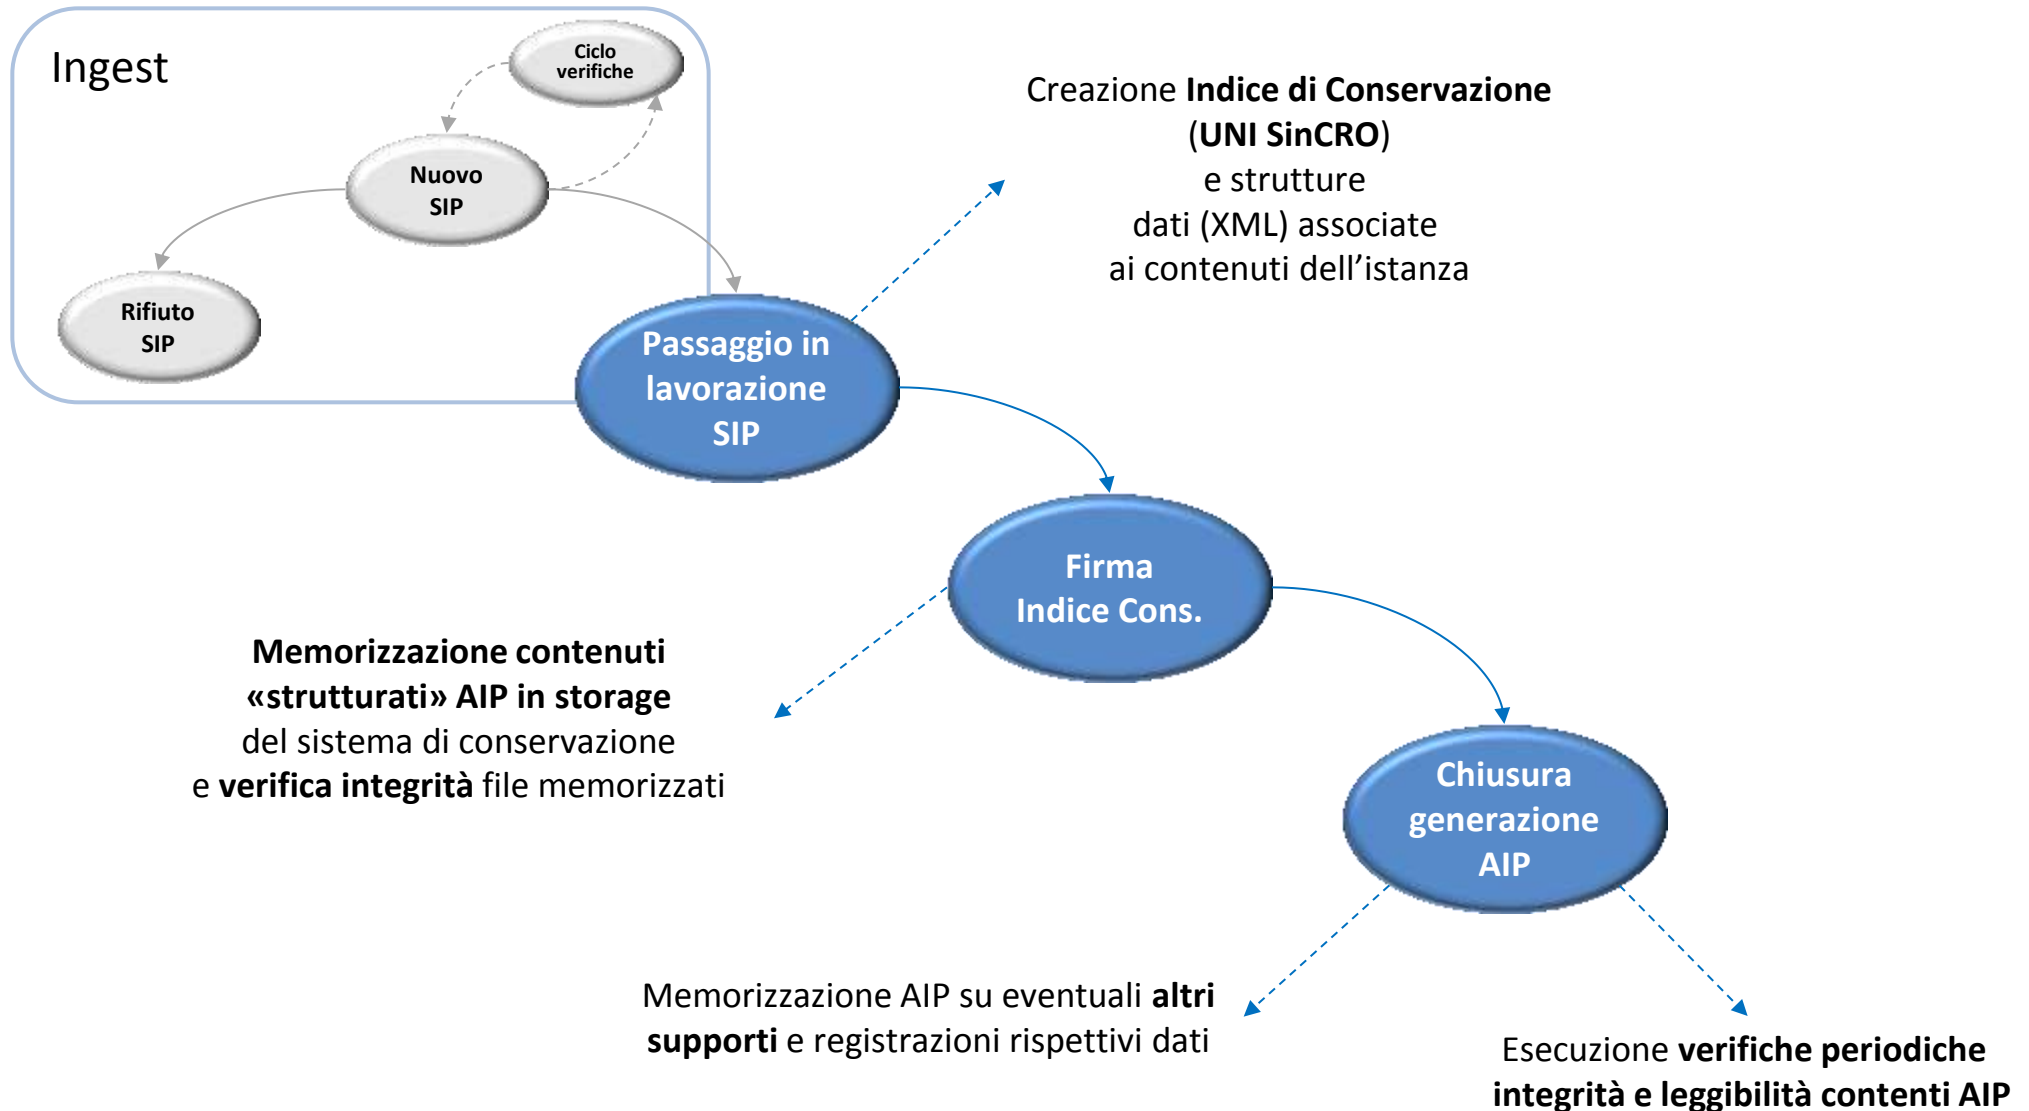 Ingest
Ciclo
verifiche
Nuovo
SIP
Rifiuto
SIP
Creazione Indice di Conservazione
(UNI SinCRO)
e strutture
dati (XML) associate
ai contenuti dell’istanza
Passaggio in
lavorazione
SIP
Firma
Indice Cons.
Memorizzazione contenuti
«strutturati» AIP in storage
del sistema di conservazione
e verifica integrità file memorizzati
Chiusura
generazione
AIP
Memorizzazione AIP su eventuali altri
supporti e registrazioni rispettivi dati
Esecuzione verifiche periodiche
integrità e leggibilità contenti AIP